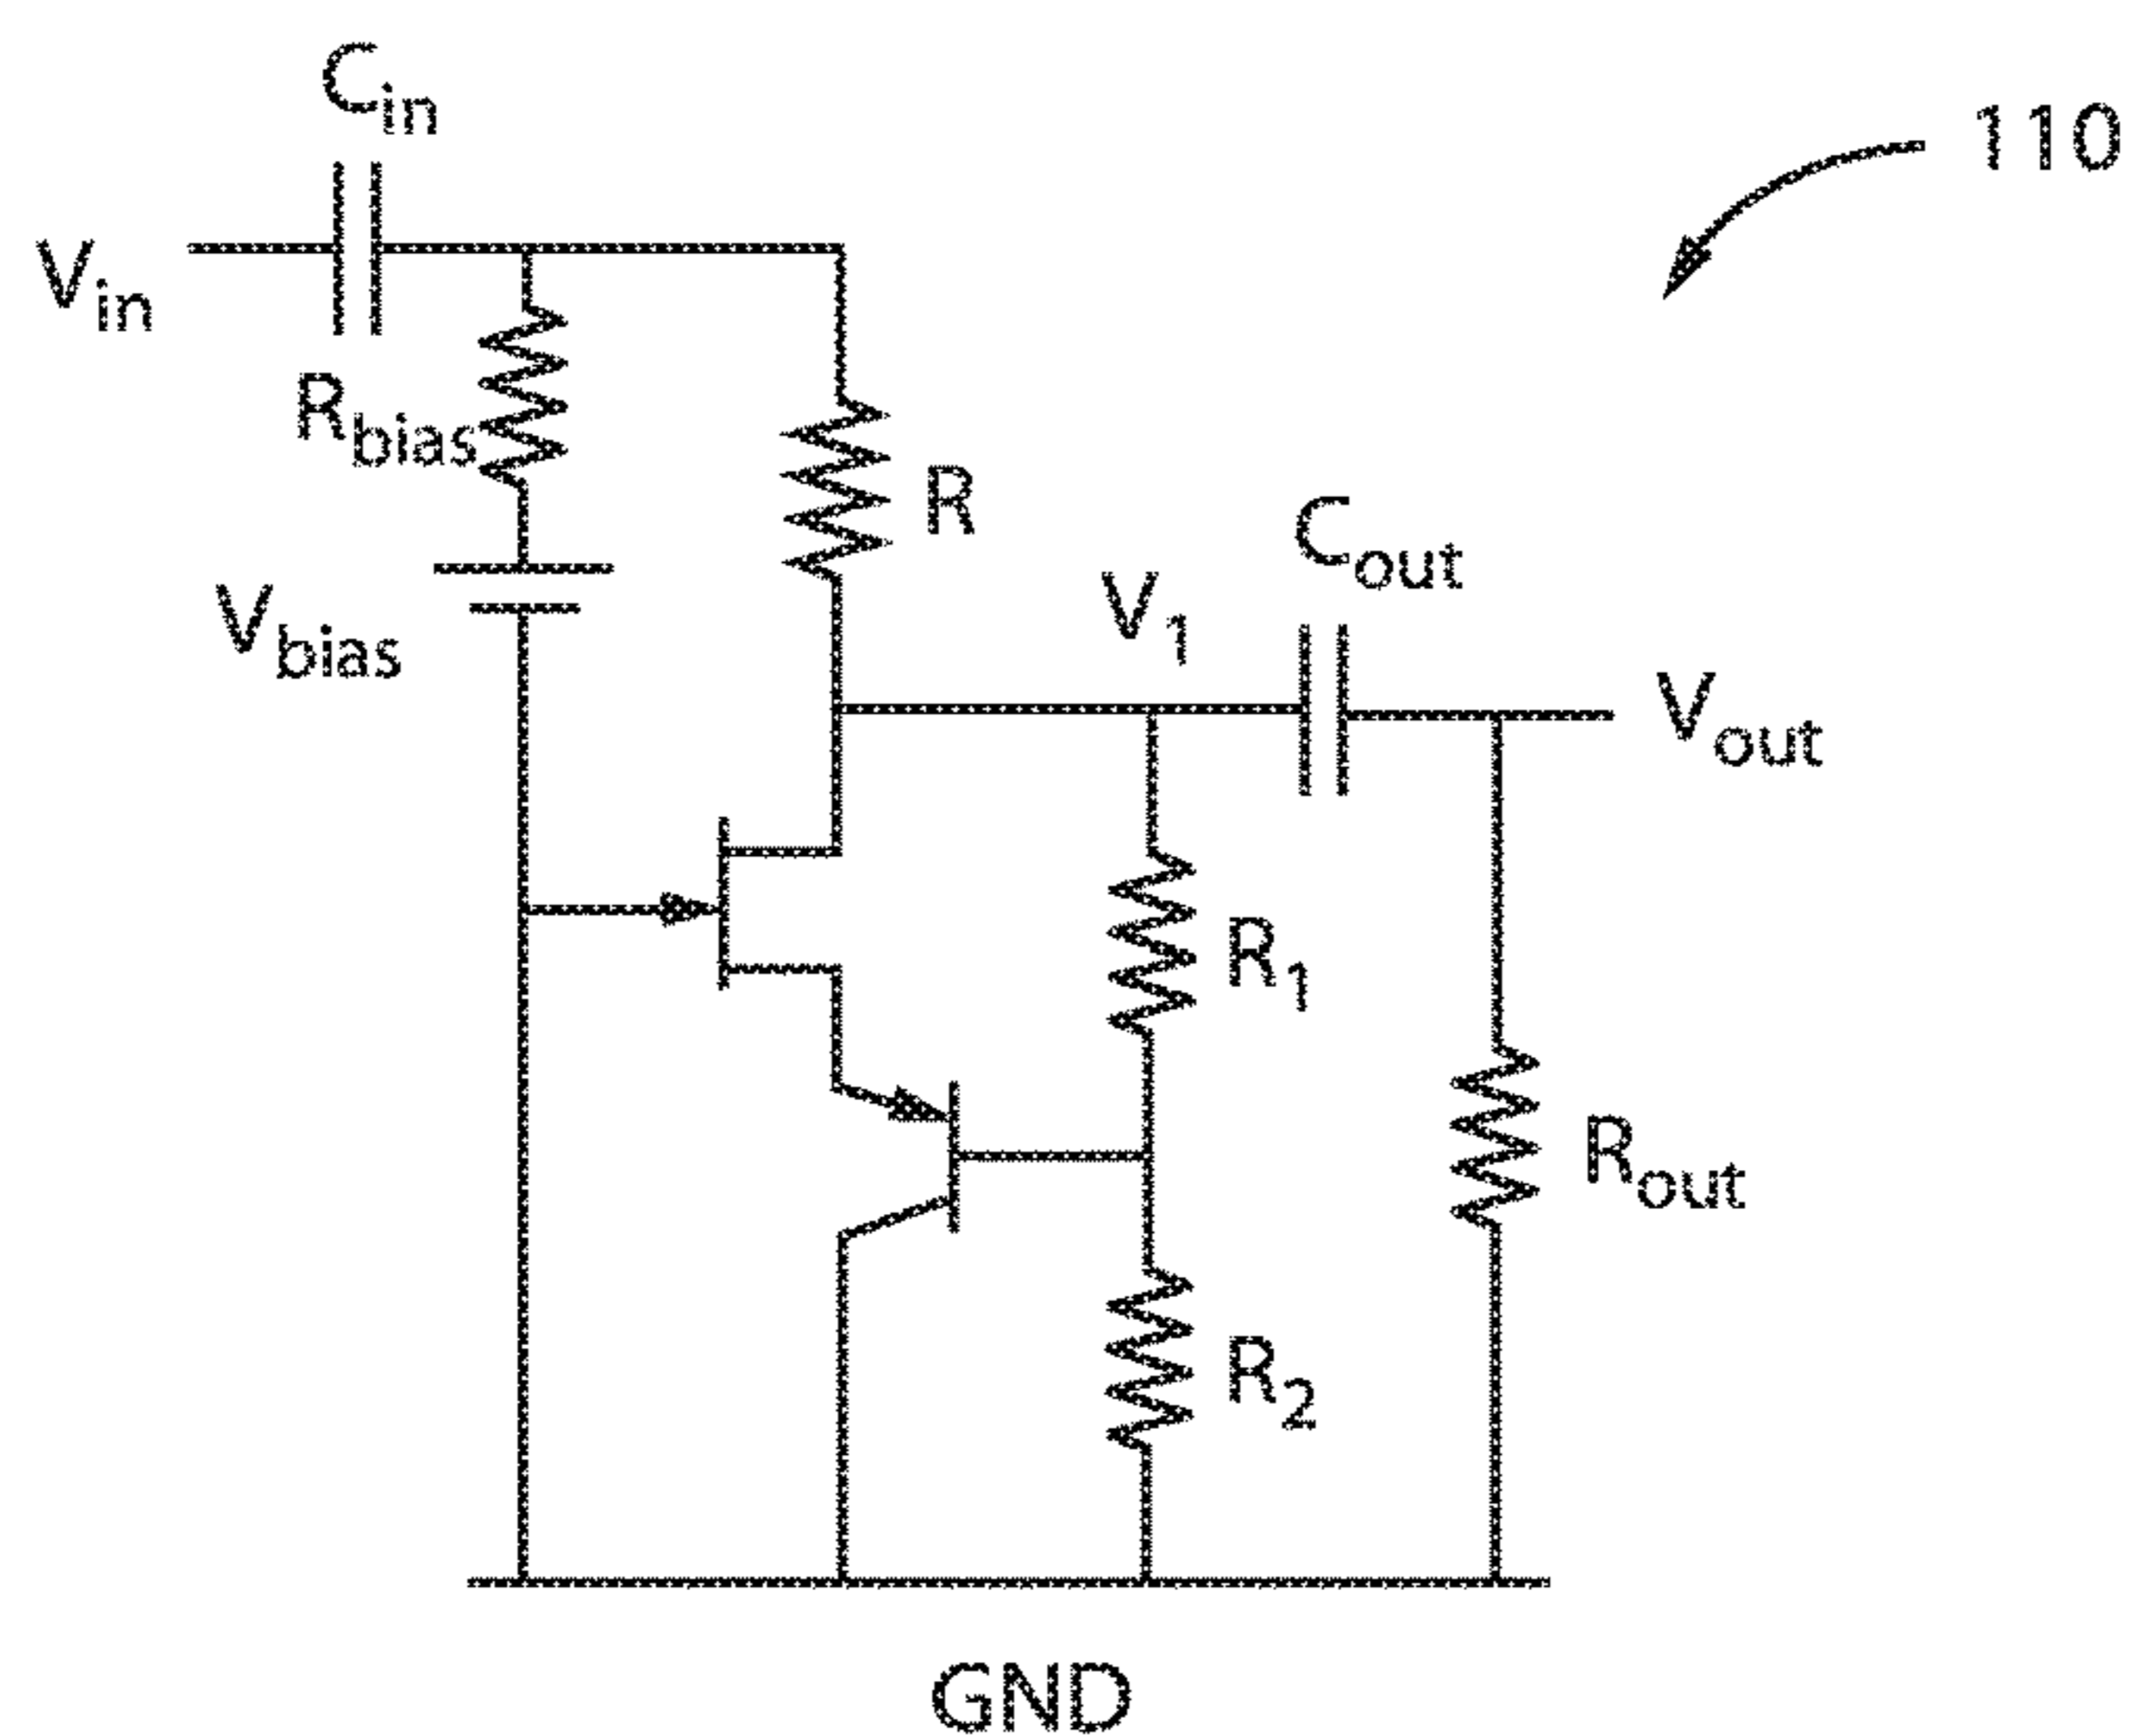 C_in
110
V_in
R_bias
R
C_out
V_bias
V_1
V_out
R_1
R_out
R_2
GND